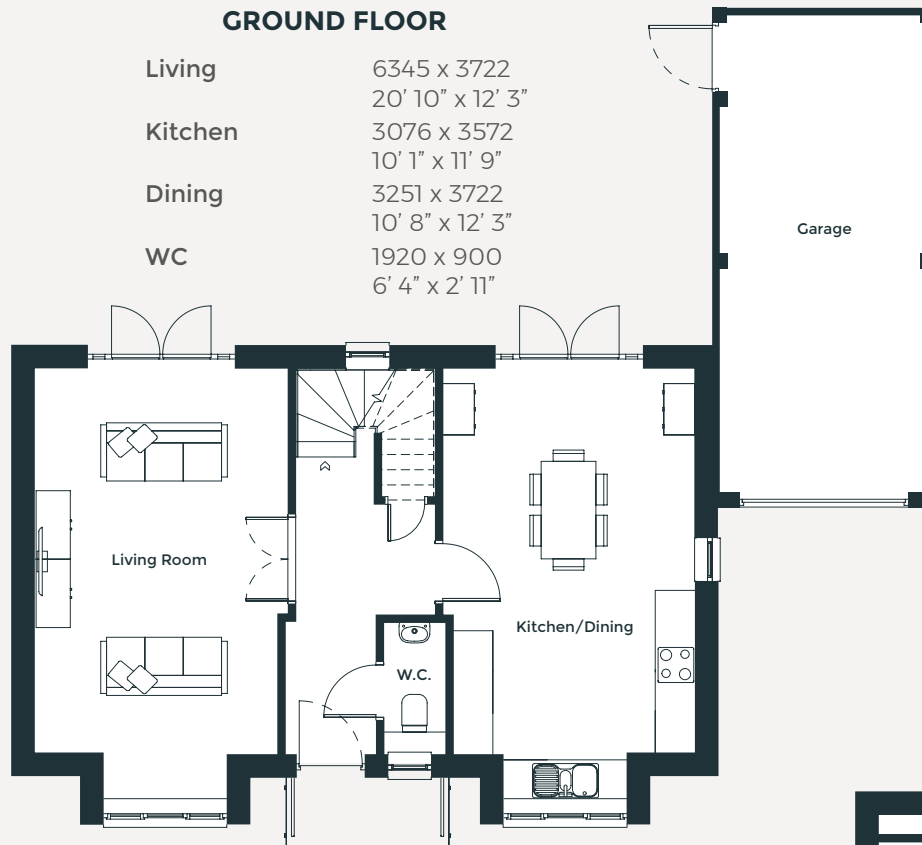 GROUND FLOOR
Living 6345 x 3722
20’ 10” x 12’ 3”
Kitchen 3076 x 3572
10’ 1” x 11’ 9”
Dining 3251 x 3722
10’ 8” x 12’ 3”
WC 1920 x 900
6’ 4” x 2’ 11”
Garage
Living Room
Kitchen/Dining
W.C.